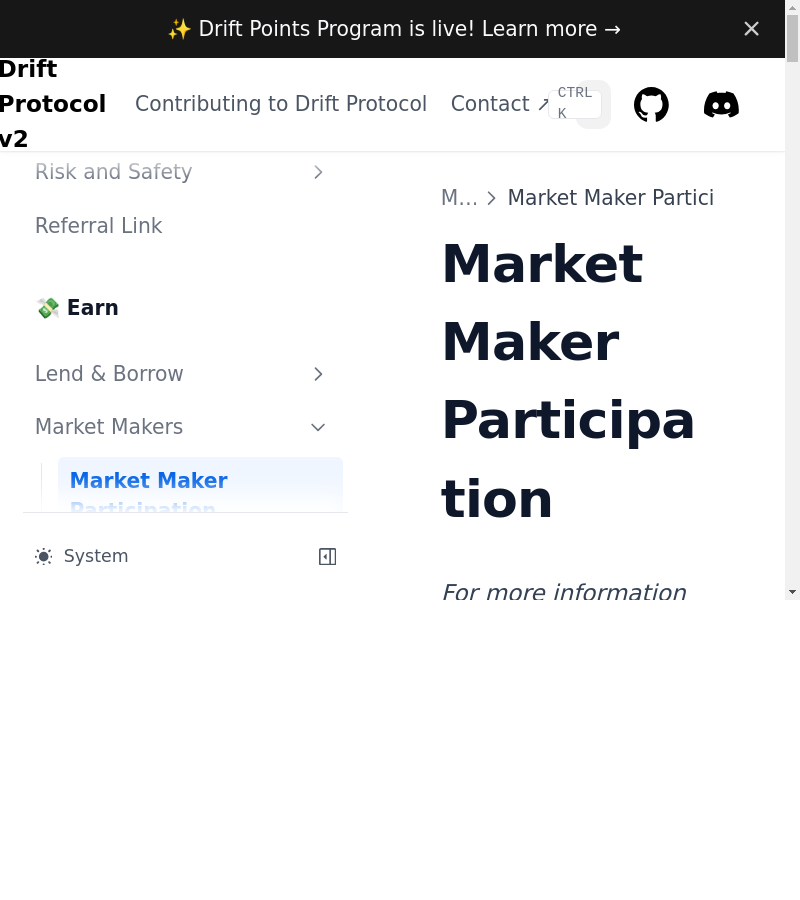 ✨ Drift Points Program is live! Learn more →
Drift
Protocol
v2
Contributing to Drift Protocol
Contact ↗
CTRL
K
Risk and Safety
Referral Link
💸 Earn
Lend & Borrow
Market Makers
Market Maker
Participation
System
M… > Market Maker Partici
Market
Maker
Participa
tion
For more information